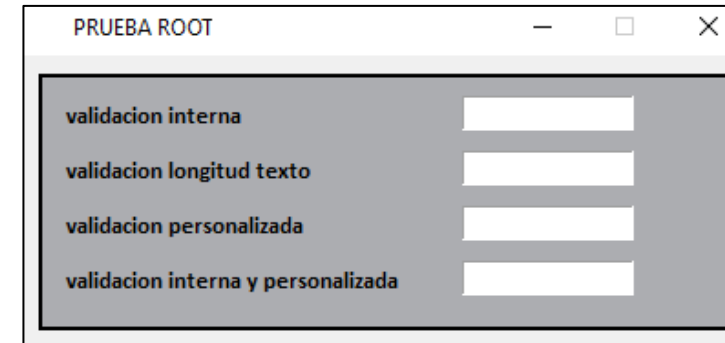 PRUEBA ROOT
validacion interna
validacion longitud texto
validacion personalizada
validacion interna y personalizada